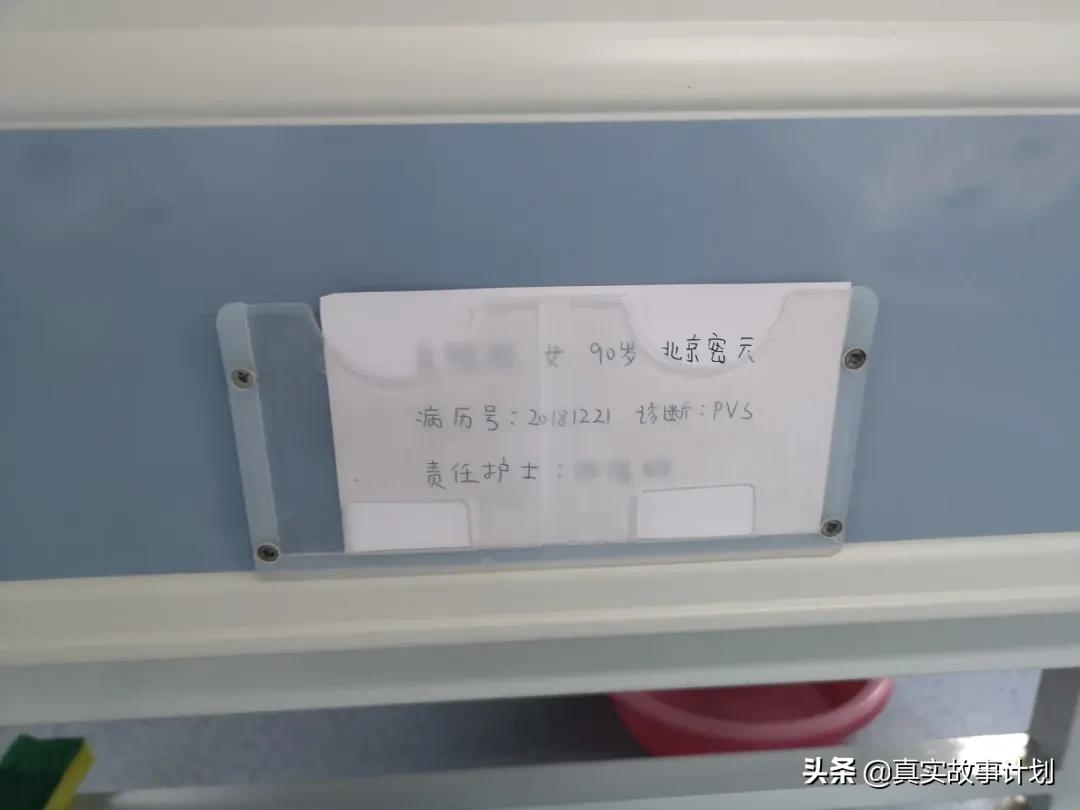 女 90岁 北京密云
病历号：20181221 诊断：PVS
责任护士：
头条 @真实故事计划